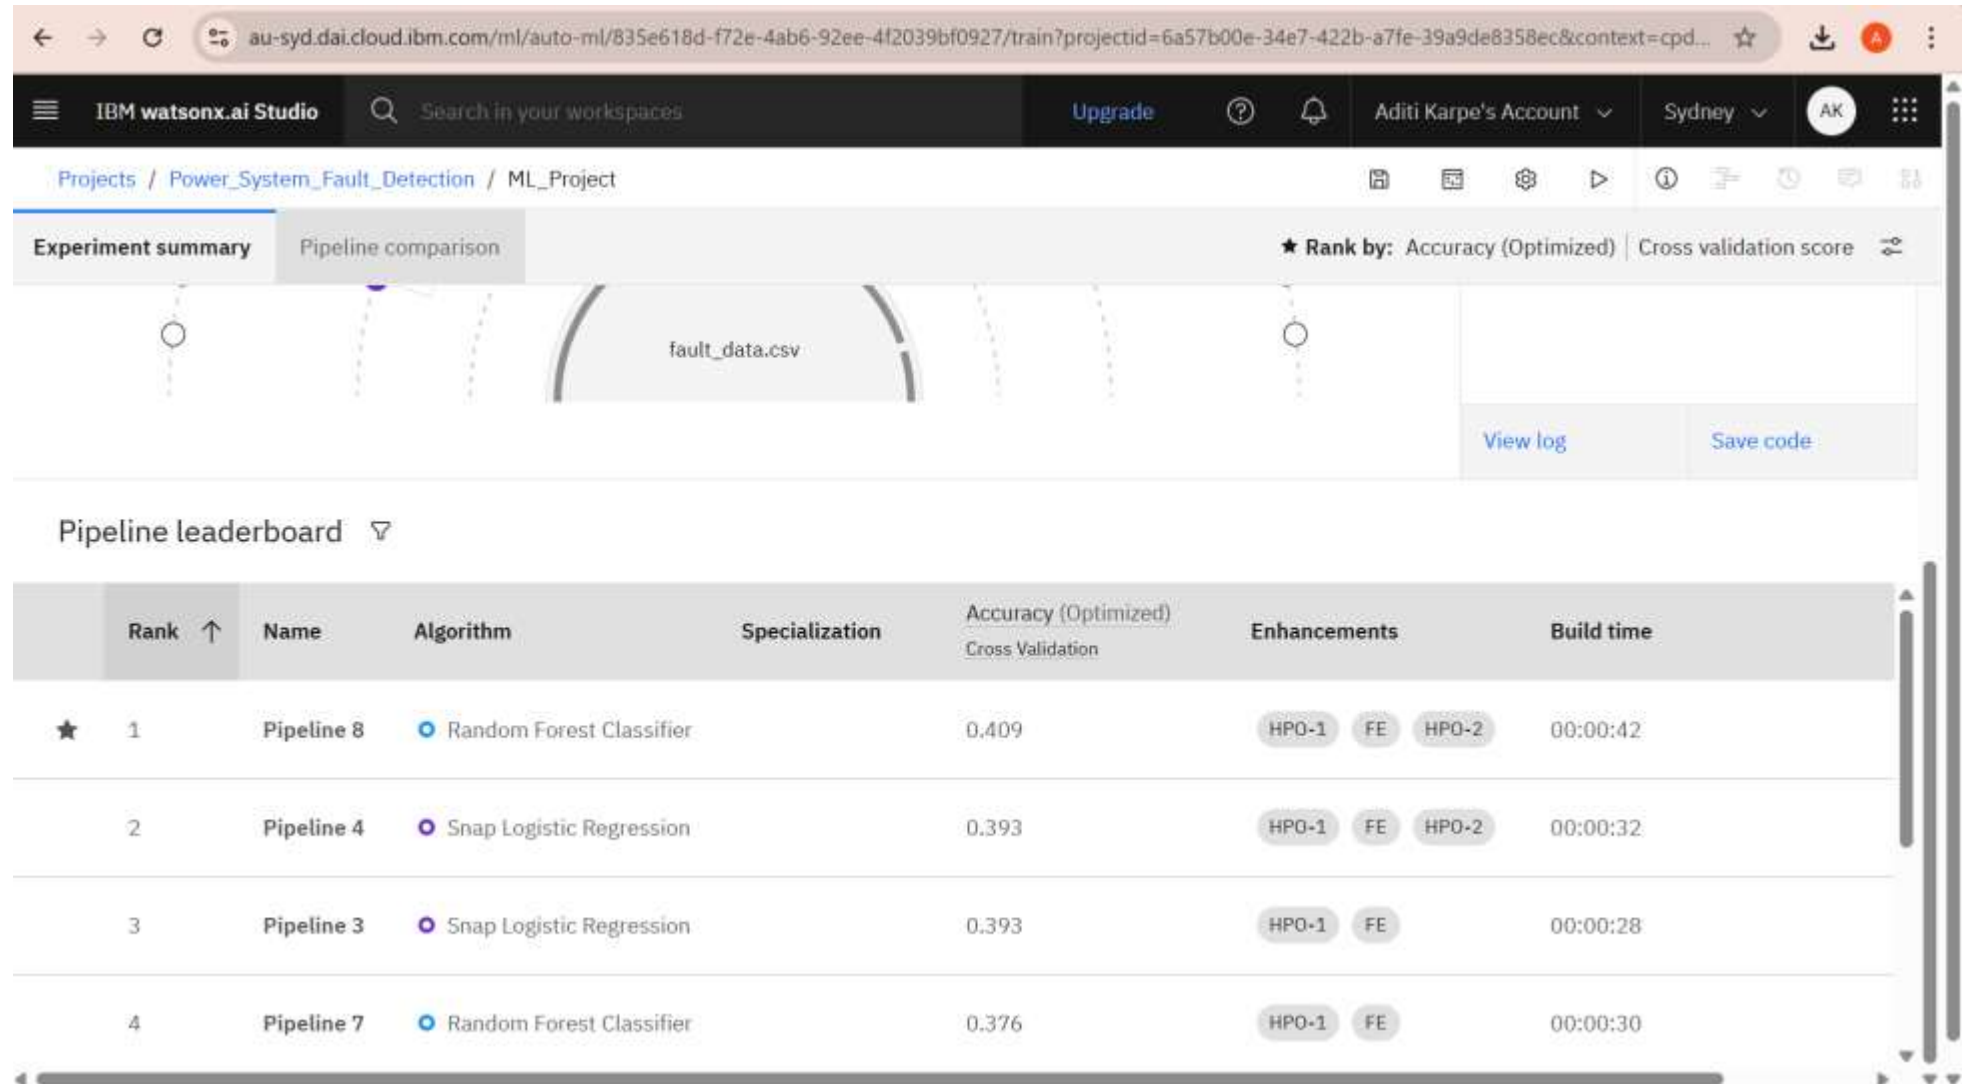 au-syd.dai.cloud.ibm.com/ml/auto-ml/835e618d-f72e-4ab6-92ee-4f2039bf0927/train?projectid=6a57b00e-34e7-422b-a7fe-39a9de8358ec&context=cpd...
A
IBM watsonx.ai Studio Search in your workspaces Upgrade Aditi Karpe's Account Sydney AK
Projects / Power_System_Fault_Detection / ML_Project
Experiment summary Pipeline comparison ★ Rank by: Accuracy (Optimized) | Cross validation score
fault_data.csv
View log Save code
Pipeline leaderboard
Rank ↑ Name Algorithm Specialization Accuracy (Optimized) Enhancements Build time
Cross Validation
★ 1 Pipeline 8 Random Forest Classifier 0.409 HPO-1 FE HPO-2 00:00:42
2 Pipeline 4 Snap Logistic Regression 0.393 HPO-1 FE HPO-2 00:00:32
3 Pipeline 3 Snap Logistic Regression 0.393 HPO-1 FE 00:00:28
4 Pipeline 7 Random Forest Classifier 0.376 HPO-1 FE 00:00:30